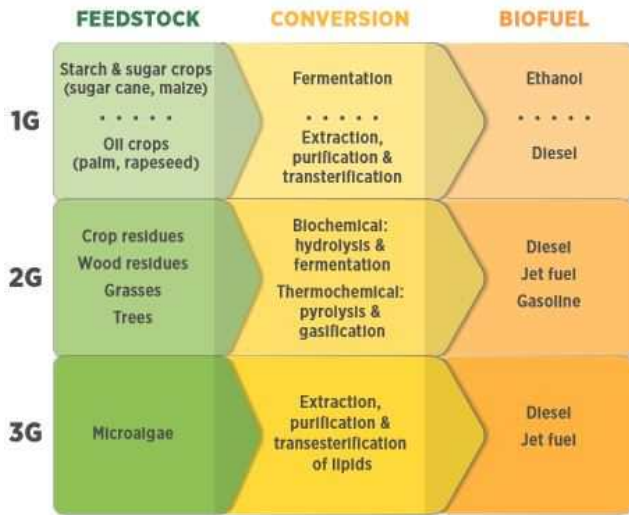 FEEDSTOCK
CONVERSION
BIOFUEL
1G
Starch & sugar crops
(sugar cane, maize)
Oil crops
(palm, rapeseed)
Fermentation
Extraction,
purification &
transterification
Ethanol
Diesel
2G
Crop residues
Wood residues
Grasses
Trees
Biochemical:
hydrolysis &
fermentation
Thermochemical:
pyrolysis &
gasification
Diesel
Jet fuel
Gasoline
3G
Microalgae
Extraction,
purification &
transesterification
of lipids
Diesel
Jet fuel